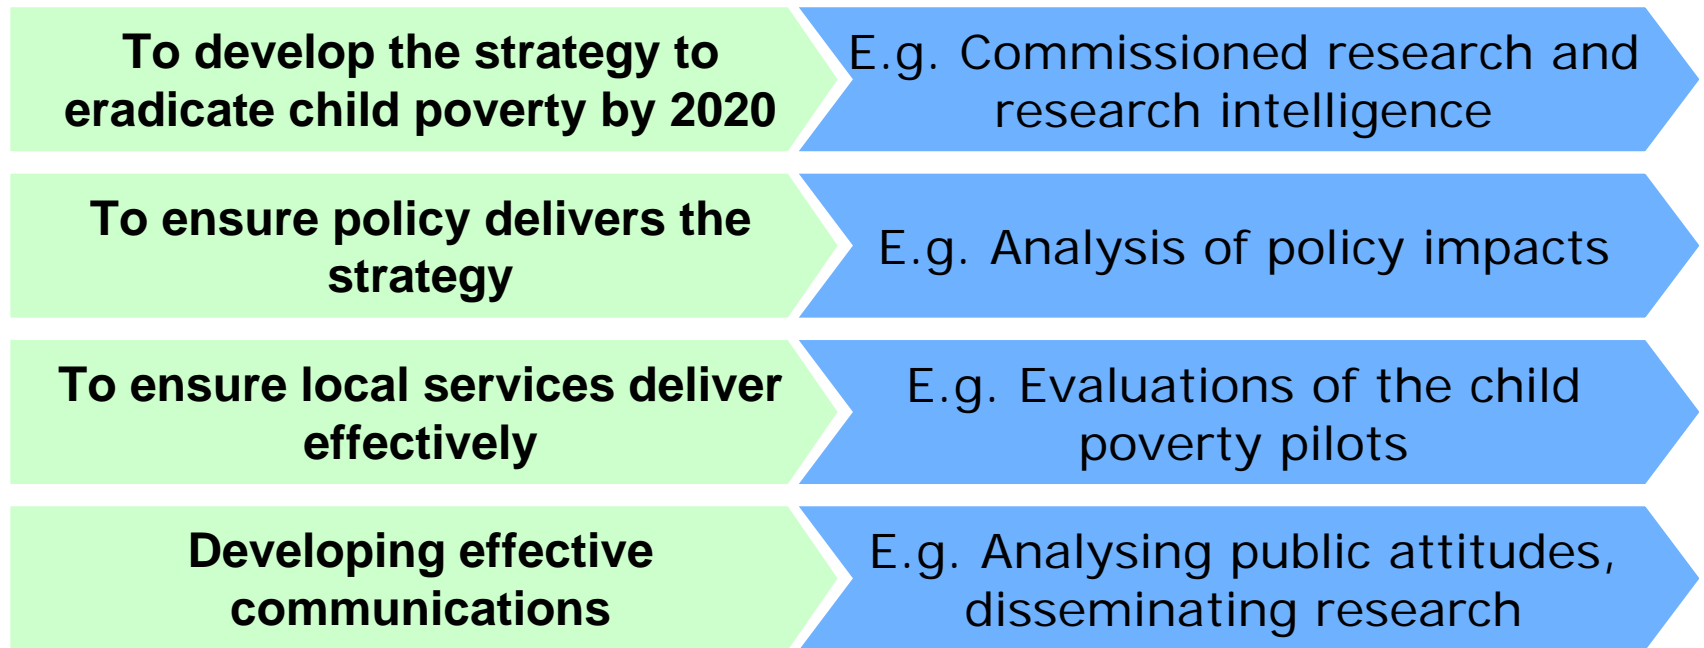 To develop the strategy to
eradicate child poverty by 2020
E.g. Commissioned research and
research intelligence
To ensure policy delivers the
strategy
E.g. Analysis of policy impacts
To ensure local services deliver
effectively
E.g. Evaluations of the child
poverty pilots
Developing effective
communications
E.g. Analysing public attitudes,
disseminating research